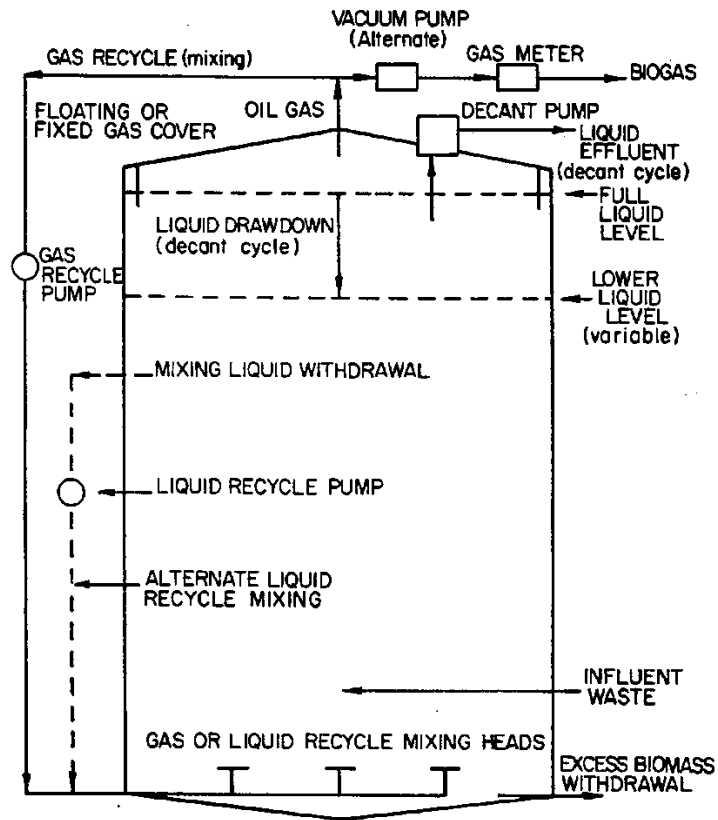 VACUUM PUMP
(Alternate)
GAS METER
GAS RECYCLE (mixing)
BIOGAS
FLOATING OR
FIXED GAS COVER
OIL GAS
DECANT PUMP
LIQUID
EFFLUENT
(decant cycle)
FULL
LIQUID
LEVEL
LIQUID DRAWDOWN
(decant cycle)
GAS
RECYCLE
PUMP
LOWER
LIQUID
LEVEL
(variable)
MIXING LIQUID WITHDRAWAL
LIQUID RECYCLE PUMP
ALTERNATE LIQUID
RECYCLE MIXING
INFLUENT
WASTE
GAS OR LIQUID RECYCLE MIXING HEADS
EXCESS BIOMASS
WITHDRAWAL